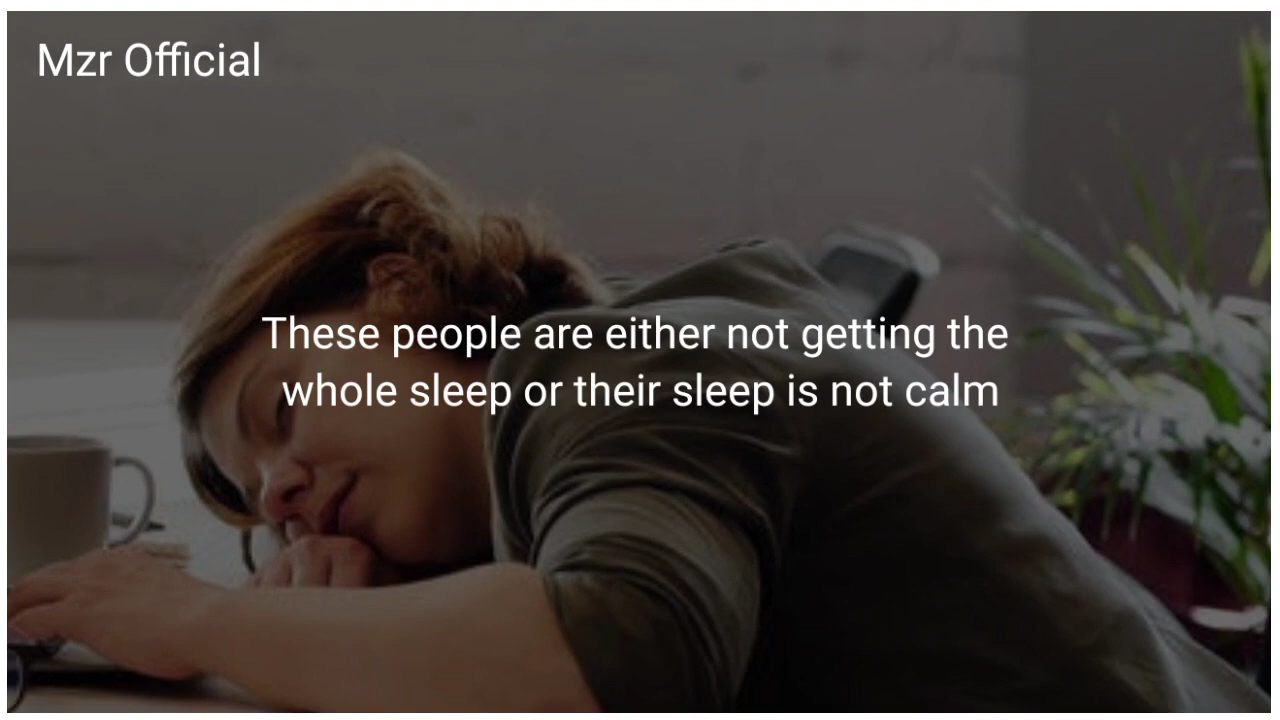 Mzr Official
These people are either not getting the
whole sleep or their sleep is not calm